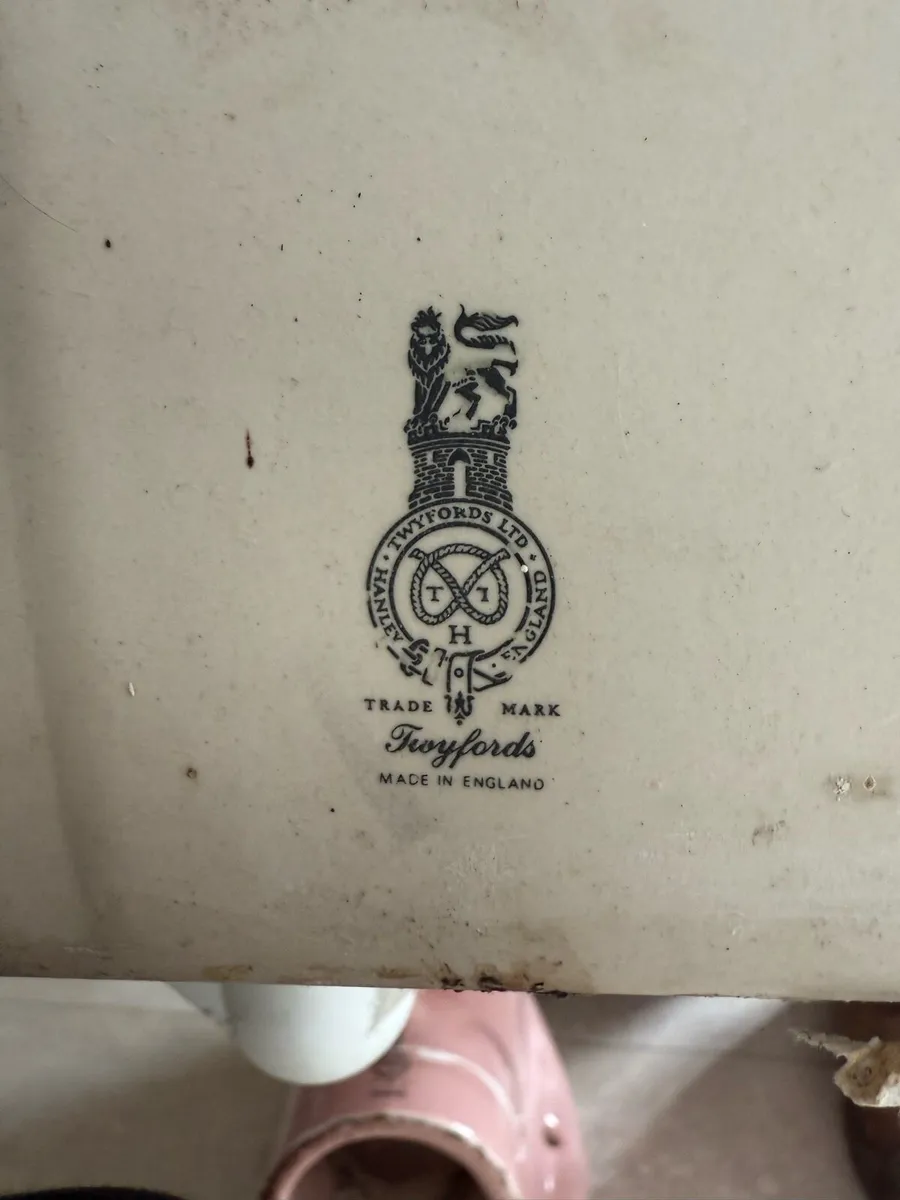 HANLEY · TWYFORDS LTD · ENGLAND
T T
H
TRADE MARK
Twyfords
MADE IN ENGLAND